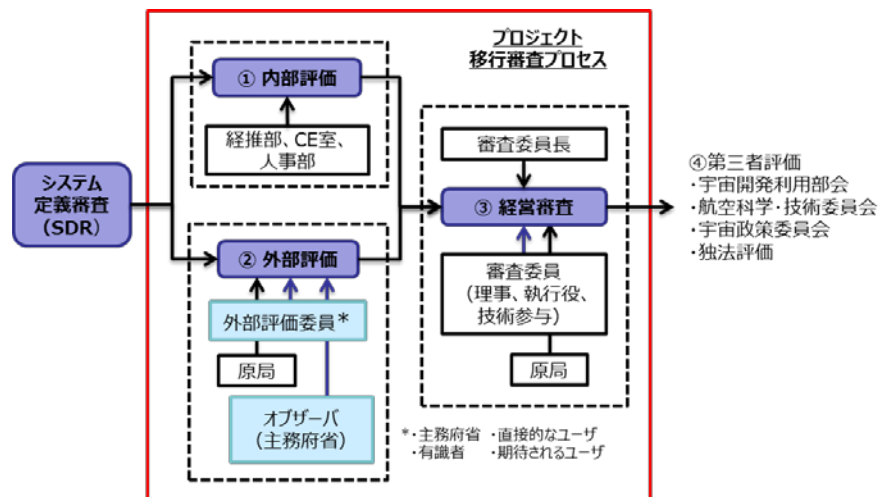 プロジェクト
移行審査プロセス
① 内部評価
経推部、CE室、
人事部
システム
定義審査
(SDR)
② 外部評価
外部評価委員*
原局
オブザーバ
(主務府省)
審査委員長
③ 経営審査
審査委員
(理事、執行役、
技術参与)
原局
*・主務府省 ・直接的なユーザ
・有識者 ・期待されるユーザ
④第三者評価
・宇宙開発利用部会
・航空科学・技術委員会
・宇宙政策委員会
・独法評価